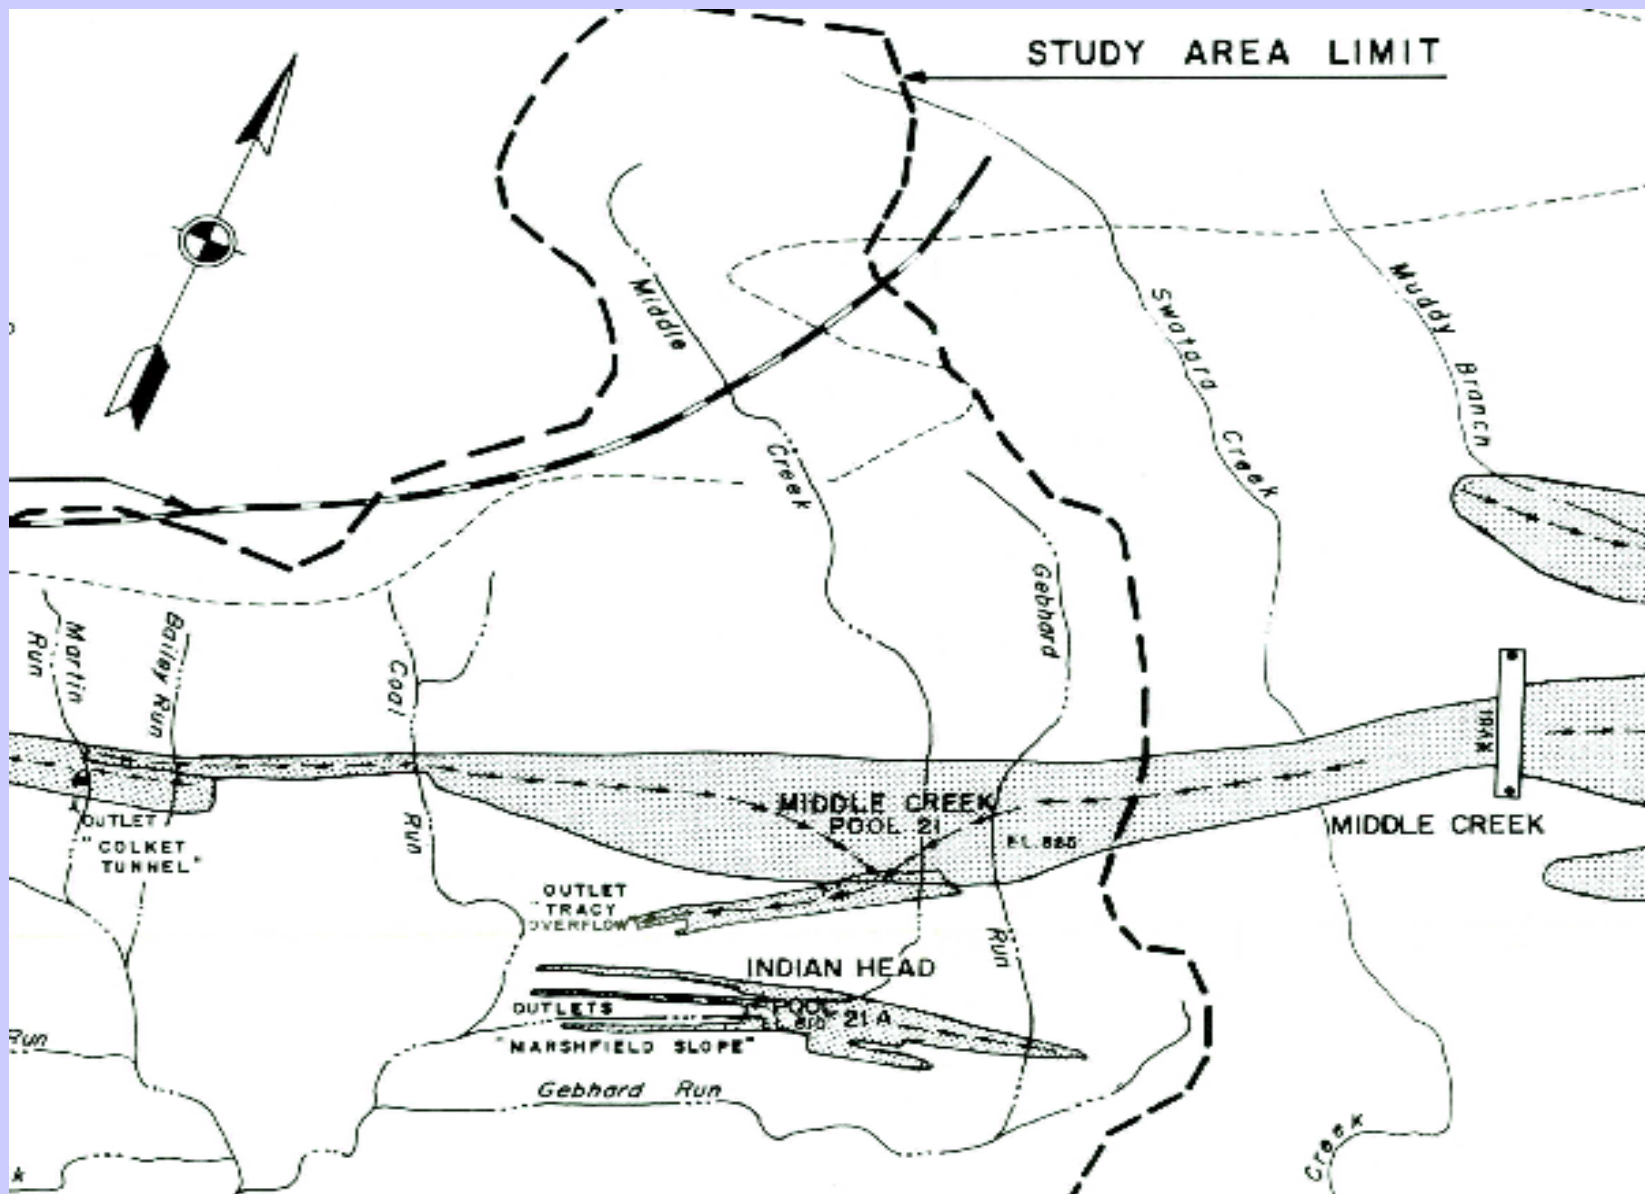 STUDY AREA LIMIT
Middle
Creek
Swatara
Creek
Muddy
Branch
Gebhard
Run
Martin
Run
Bailey Run
Coal
Run
MIDDLE CREEK
POOL 21
EL. 885
MIDDLE CREEK
OUTLET
"COLKET
TUNNEL"
OUTLET
"TRACY
OVERFLOW"
INDIAN HEAD
POOL 21A
OUTLETS
"MARSHFIELD SLOPE"
Run
Gebhard Run
Creek
k